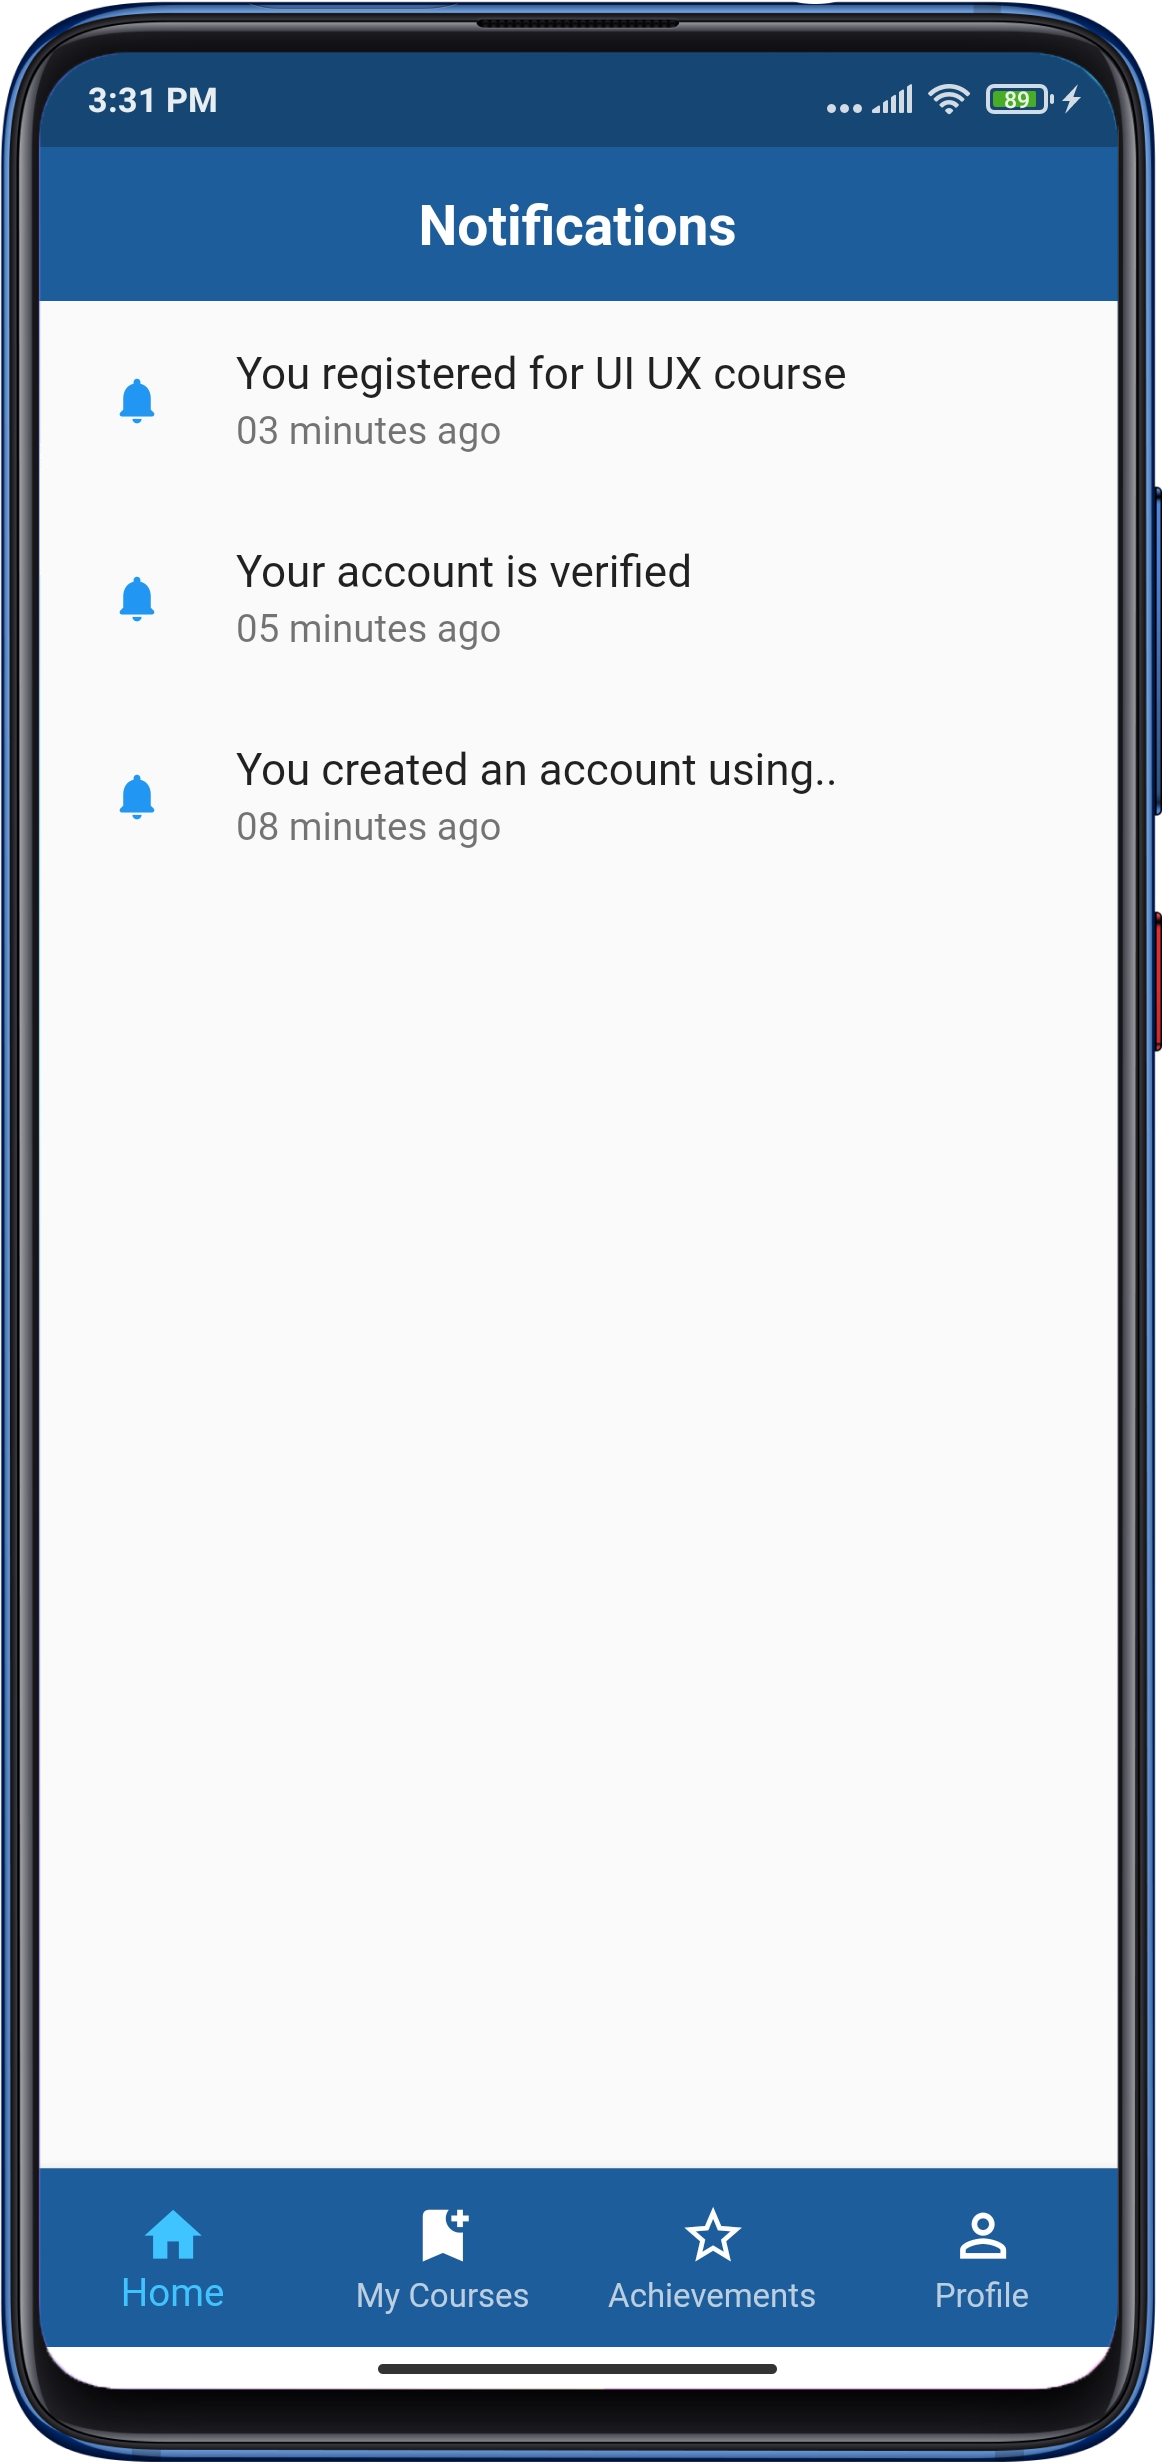 3:31 PM
89
Notifications
You registered for UI UX course
03 minutes ago
Your account is verified
05 minutes ago
You created an account using..
08 minutes ago
Home
My Courses
Achievements
Profile